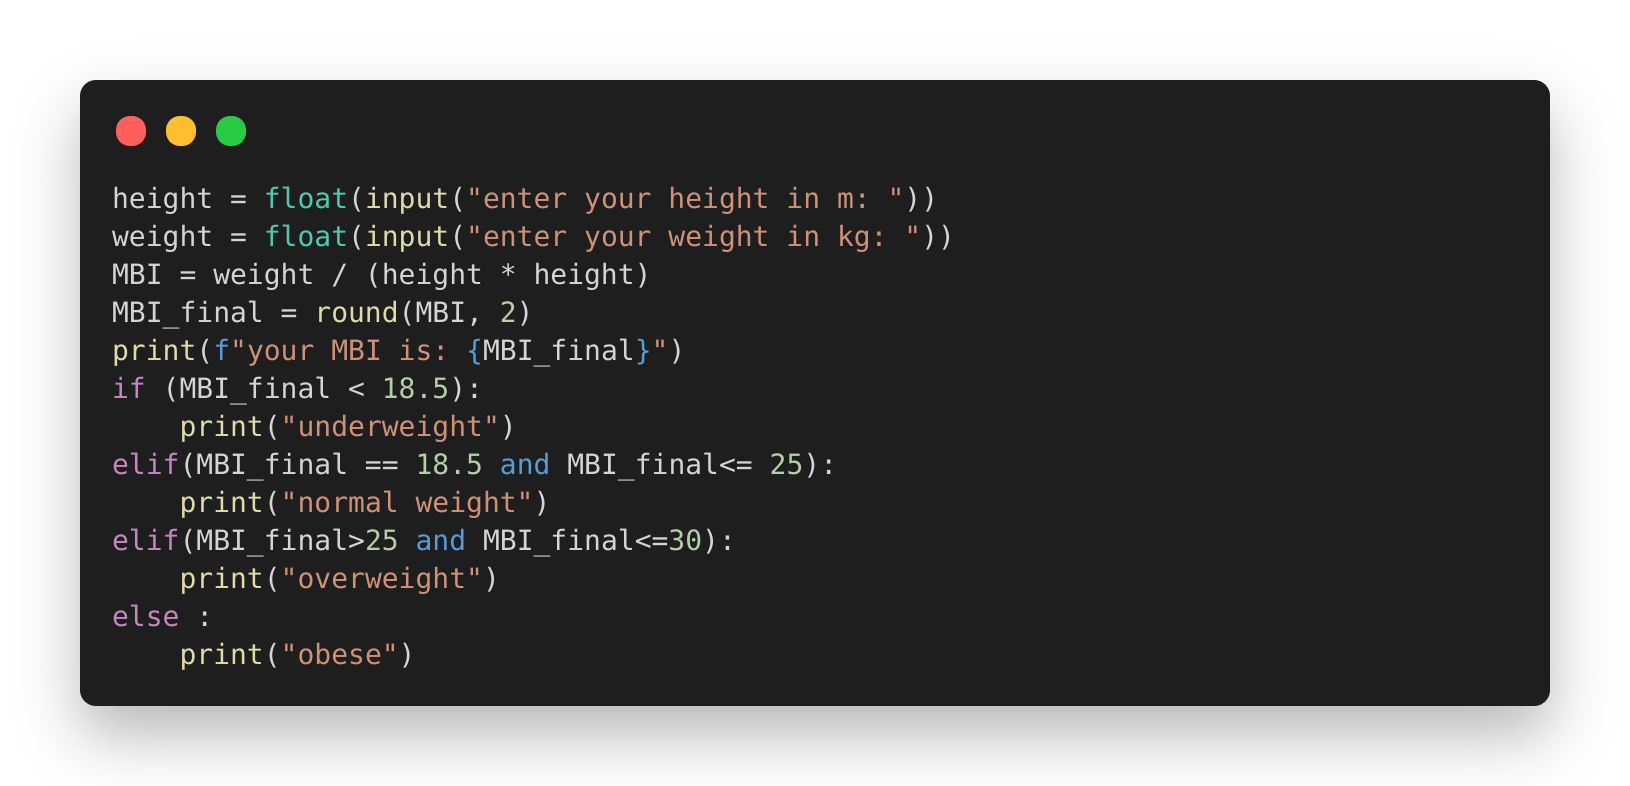 height = float(input("enter your height in m: "))
weight = float(input("enter your weight in kg: "))
MBI = weight / (height * height)
MBI_final = round(MBI, 2)
print(f"your MBI is: {MBI_final}")
if (MBI_final < 18.5):
    print("underweight")
elif(MBI_final == 18.5 and MBI_final<= 25):
    print("normal weight")
elif(MBI_final>25 and MBI_final<=30):
    print("overweight")
else :
    print("obese")